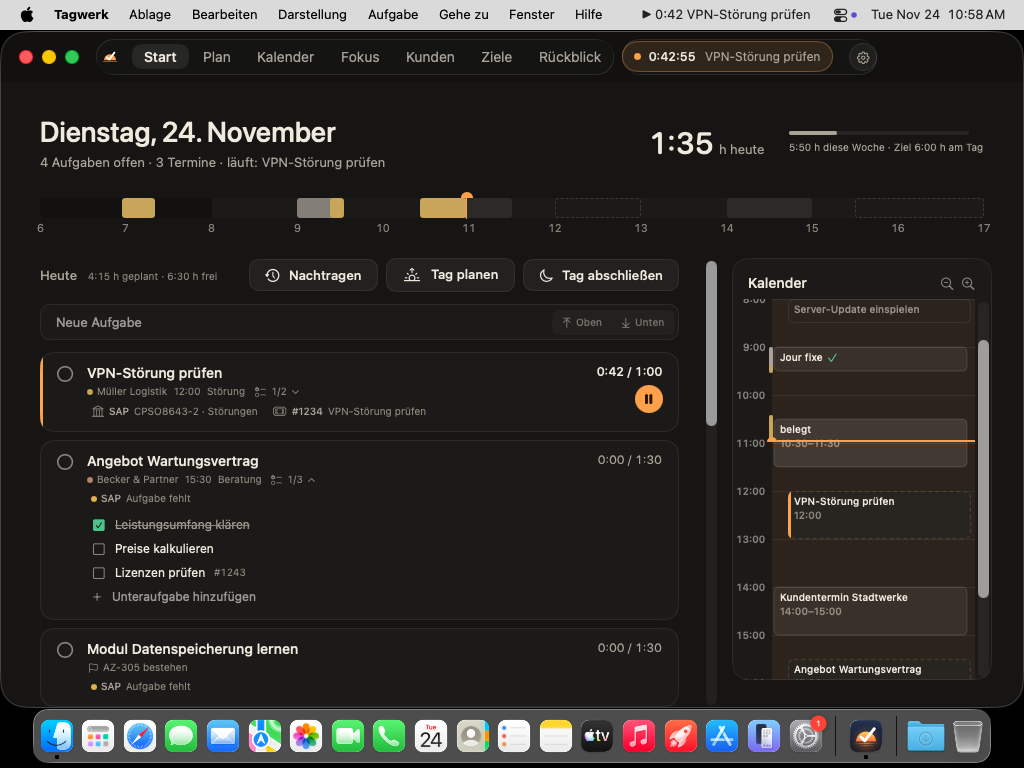 Tagwerk Ablage Bearbeiten Darstellung Aufgabe Gehe zu Fenster Hilfe 0:42 VPN-Störung prüfen Tue Nov 24 10:58 AM
Start Plan Kalender Fokus Kunden Ziele Rückblick 0:42:55 VPN-Störung prüfen
Dienstag, 24. November
4 Aufgaben offen · 3 Termine · läuft: VPN-Störung prüfen
1:35 h heute
5:50 h diese Woche · Ziel 6:00 h am Tag
6 7 8 9 10 11 12 13 14 15 16 17
Heute 4:15 h geplant · 6:30 h frei Nachtragen Tag planen Tag abschließen
Neue Aufgabe Oben Unten
VPN-Störung prüfen 0:42 / 1:00
Müller Logistik 12:00 Störung 1/2
SAP CPSO8643-2 · Störungen #1234 VPN-Störung prüfen
Angebot Wartungsvertrag 0:00 / 1:30
Becker & Partner 15:30 Beratung 1/3
SAP Aufgabe fehlt
Leistungsumfang klären
Preise kalkulieren
Lizenzen prüfen #1243
+ Unteraufgabe hinzufügen
Modul Datenspeicherung lernen 0:00 / 1:30
AZ-305 bestehen
SAP Aufgabe fehlt
Kalender
8:00
Server-Update einspielen
9:00
Jour fixe
10:00
belegt
11:00 10:30–11:30
12:00
VPN-Störung prüfen
12:00
13:00
14:00
Kundentermin Stadtwerke
14:00–15:00
15:00
Angebot Wartungsvertrag
Tue
24
tv
1